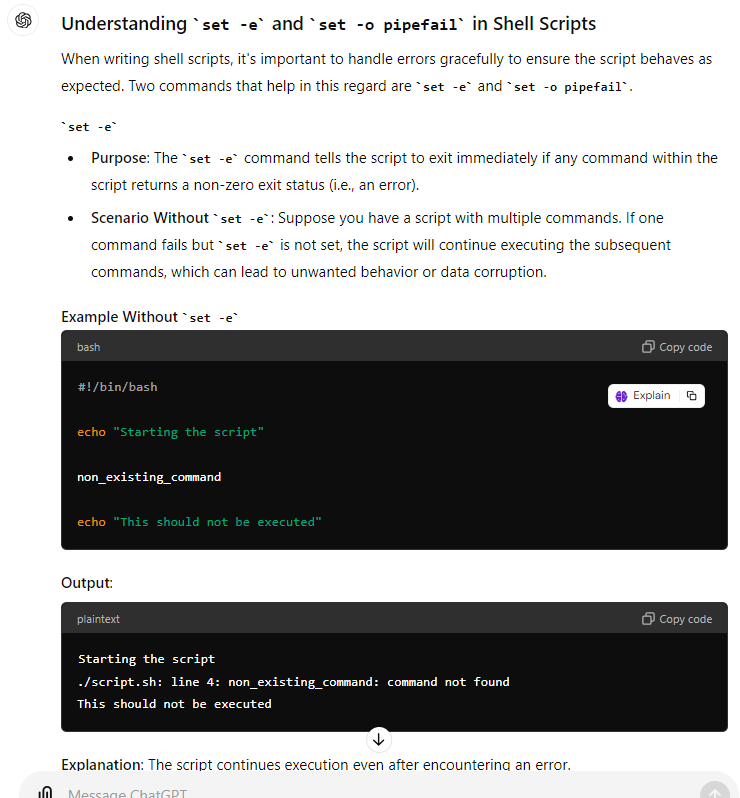 Understanding `set -e` and `set -o pipefail` in Shell Scripts
When writing shell scripts, it's important to handle errors gracefully to ensure the script behaves as
expected. Two commands that help in this regard are `set -e` and `set -o pipefail`.
`set -e`
• Purpose: The `set -e` command tells the script to exit immediately if any command within the
script returns a non-zero exit status (i.e., an error).
• Scenario Without `set -e`: Suppose you have a script with multiple commands. If one
command fails but `set -e` is not set, the script will continue executing the subsequent
commands, which can lead to unwanted behavior or data corruption.
Example Without `set -e`
bash Copy code
#!/bin/bash
Explain
echo "Starting the script"
non_existing_command
echo "This should not be executed"
Output:
plaintext Copy code
Starting the script
./script.sh: line 4: non_existing_command: command not found
This should not be executed
Explanation: The script continues execution even after encountering an error.
Message ChatGPT